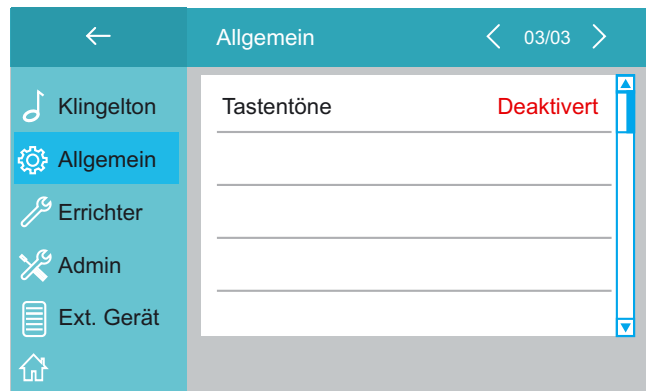 Allgemein
03/03
Klingelton
Allgemein
Errichter
Admin
Ext. Gerät
Tastentöne Deaktivert